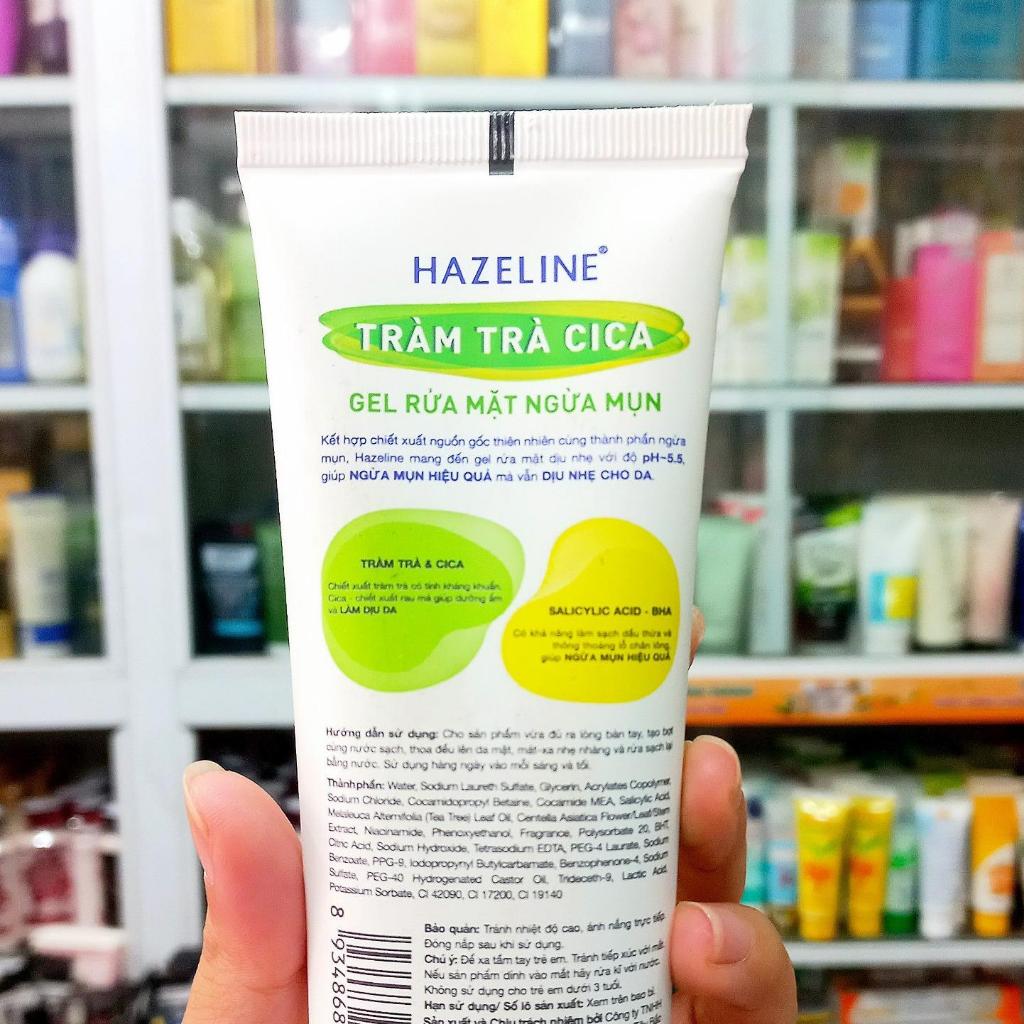 HAZELINE®
TRÀM TRÀ CICA
GEL RỬA MẶT NGỪA MỤN
Kết hợp chiết xuất nguồn gốc thiên nhiên cùng thành phần ngừa
mụn, Hazeline mang đến gel rửa mặt dịu nhẹ với độ pH~5.5,
giúp NGỪA MỤN HIỆU QUẢ mà vẫn DỊU NHẸ CHO DA.
TRÀM TRÀ & CICA
Chiết xuất tràm trà có tính kháng khuẩn.
Cica - chiết xuất rau má giúp dưỡng ẩm
và LÀM DỊU DA
SALICYLIC ACID - BHA
Có khả năng làm sạch dầu thừa và
thông thoáng lỗ chân lông,
giúp NGỪA MỤN HIỆU QUẢ
Hướng dẫn sử dụng: Cho sản phẩm vừa đủ ra lòng bàn tay, tạo bọt
cùng nước sạch, thoa đều lên da mặt, mát-xa nhẹ nhàng và rửa sạch lại
bằng nước. Sử dụng hàng ngày vào mỗi sáng và tối.
Thành phần: Water, Sodium Laureth Sulfate, Glycerin, Acrylates Copolymer,
Sodium Chloride, Cocamidopropyl Betaine, Cocamide MEA, Salicylic Acid,
Melaleuca Alternifolia (Tea Tree) Leaf Oil, Centella Asiatica Flower/Leaf/Stem
Extract, Niacinamide, Phenoxyethanol, Fragrance, Polysorbate 20, BHT,
Citric Acid, Sodium Hydroxide, Tetrasodium EDTA, PEG-4 Laurate, Sodium
Benzoate, PPG-9, Iodopropynyl Butylcarbamate, Benzophenone-4, Sodium
Sulfate, PEG-40 Hydrogenated Castor Oil, Trideceth-9, Lactic Acid,
Potassium Sorbate, CI 42090, CI 17200, CI 19140
8 934868
Bảo quản: Tránh nhiệt độ cao, ánh nắng trực tiếp.
Đóng nắp sau khi sử dụng.
Chú ý: Để xa tầm tay trẻ em. Tránh tiếp xúc với mắt.
Nếu sản phẩm dính vào mắt hãy rửa kĩ với nước.
Không sử dụng cho trẻ em dưới 3 tuổi.
Hạn sử dụng/ Số lô sản xuất: Xem trên bao bì.
Sản xuất và Chịu trách nhiệm bởi Công ty TNHH